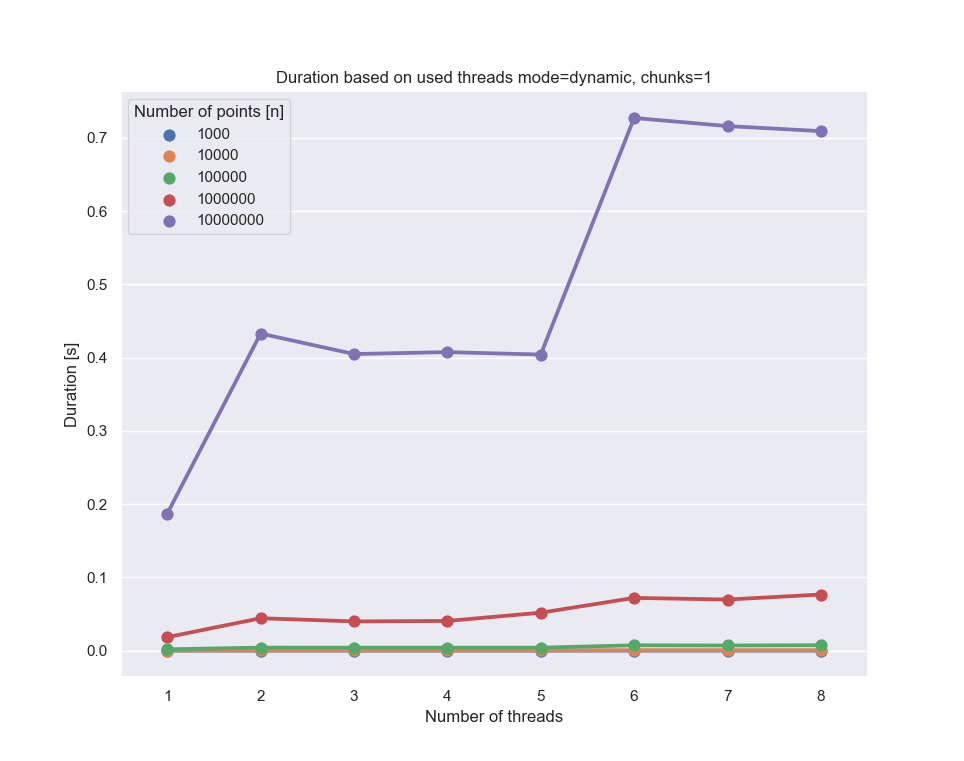 Duration based on used threads mode=dynamic, chunks=1
Number of points [n]
1000
10000
100000
1000000
10000000
0.7
0.6
0.5
0.4
0.3
0.2
0.1
0.0
Duration [s]
1 2 3 4 5 6 7 8
Number of threads